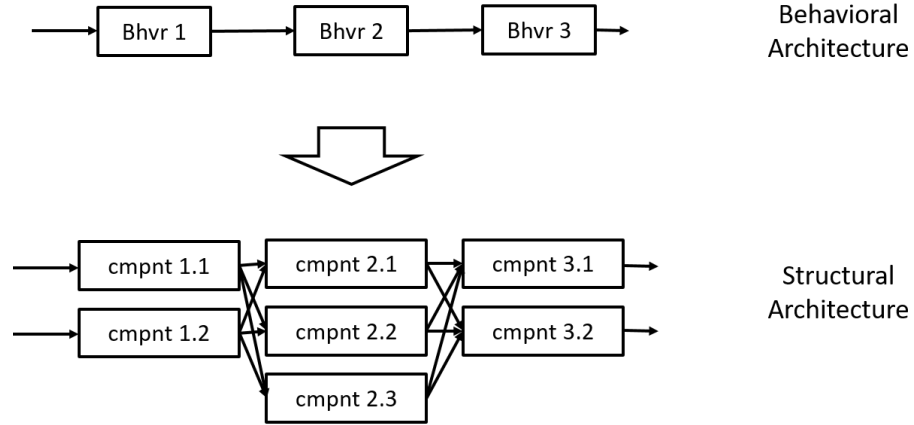 Bhvr 1
Bhvr 2
Bhvr 3
Behavioral
Architecture
cmpnt 1.1
cmpnt 2.1
cmpnt 3.1
cmpnt 1.2
cmpnt 2.2
cmpnt 3.2
cmpnt 2.3
Structural
Architecture